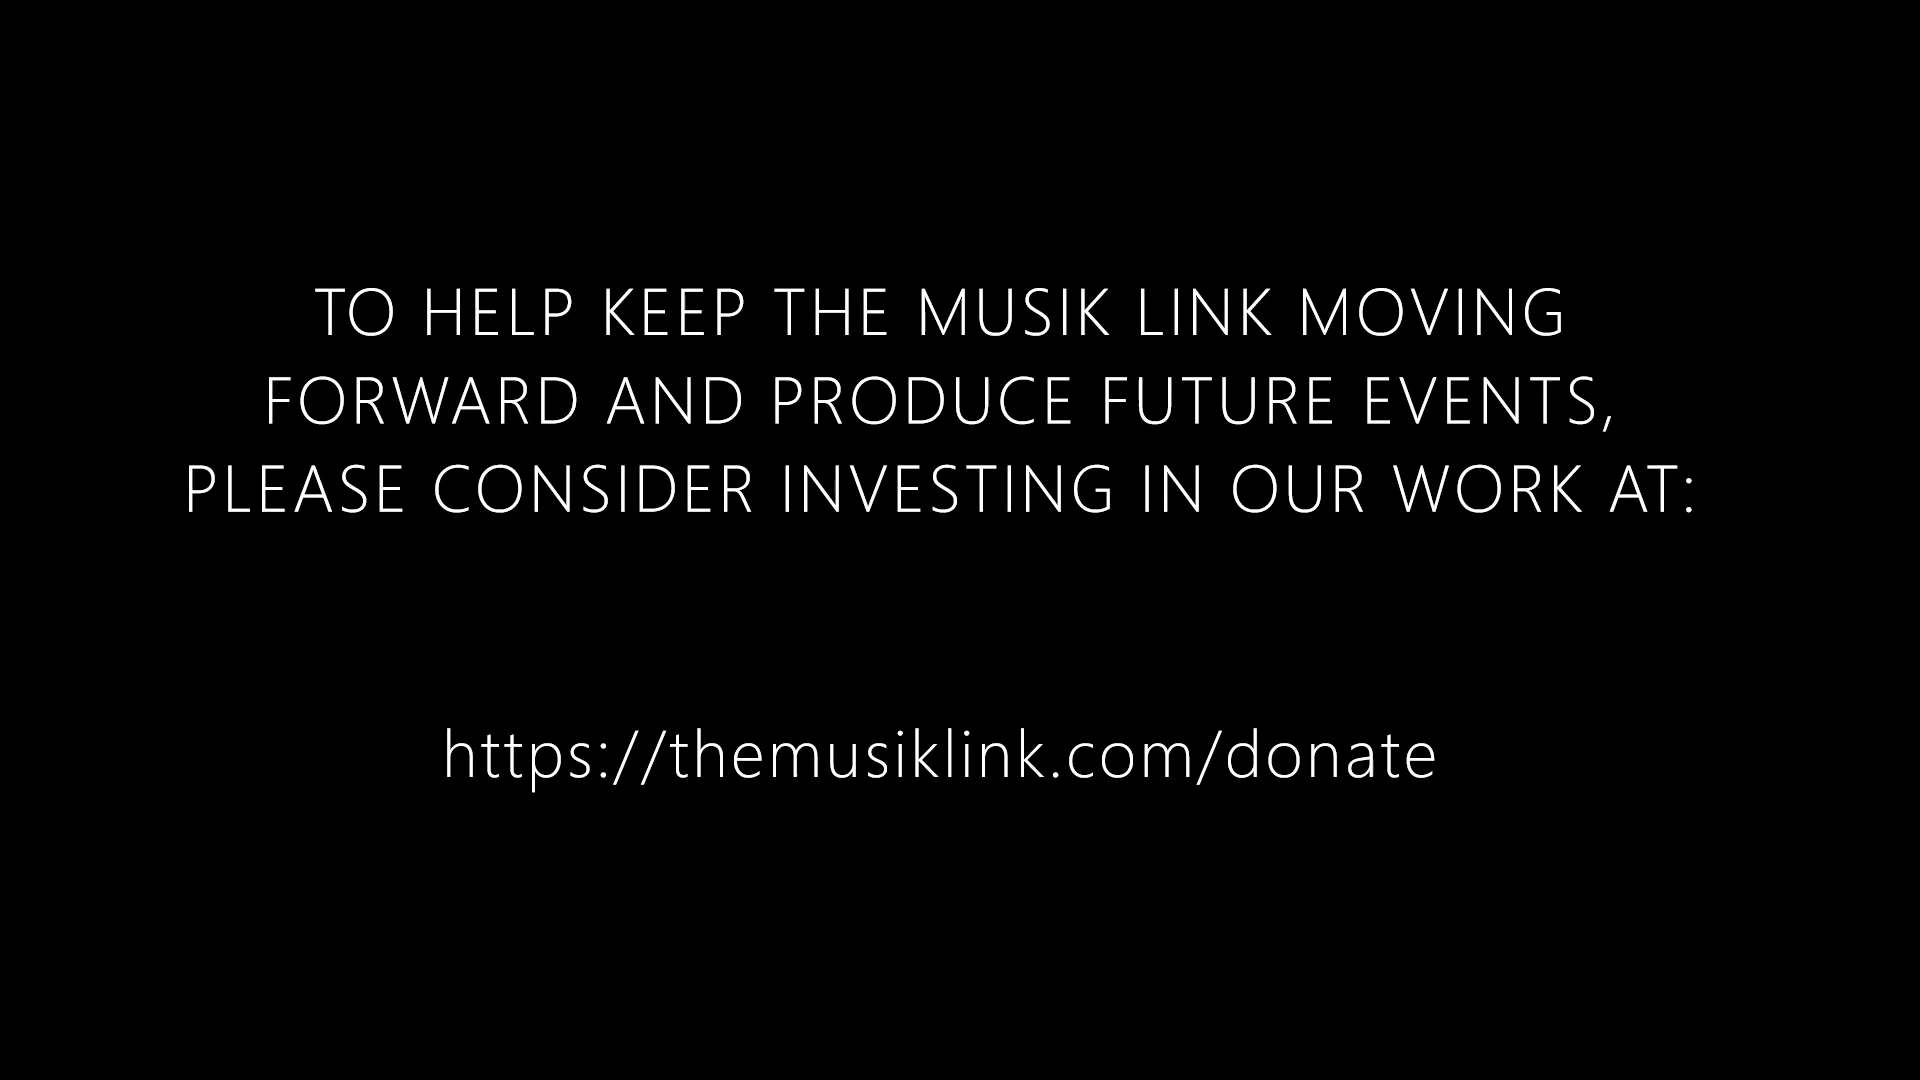 TO HELP KEEP THE MUSIK LINK MOVING
FORWARD AND PRODUCE FUTURE EVENTS,
PLEASE CONSIDER INVESTING IN OUR WORK AT:
https://themusiklink.com/donate